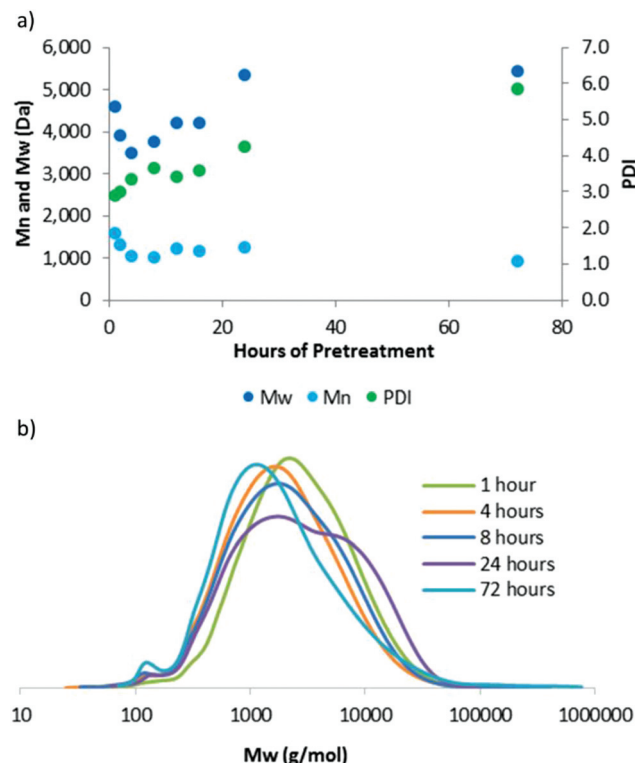 a)
6,000
5,000
4,000
3,000
2,000
1,000
0
Mn and Mw (Da)
7.0
6.0
5.0
4.0
3.0
2.0
1.0
0.0
PDI
0
20
40
60
80
Hours of Pretreatment
Mw
Mn
PDI
b)
1 hour
4 hours
8 hours
24 hours
72 hours
10
100
1000
10000
100000
1000000
Mw (g/mol)